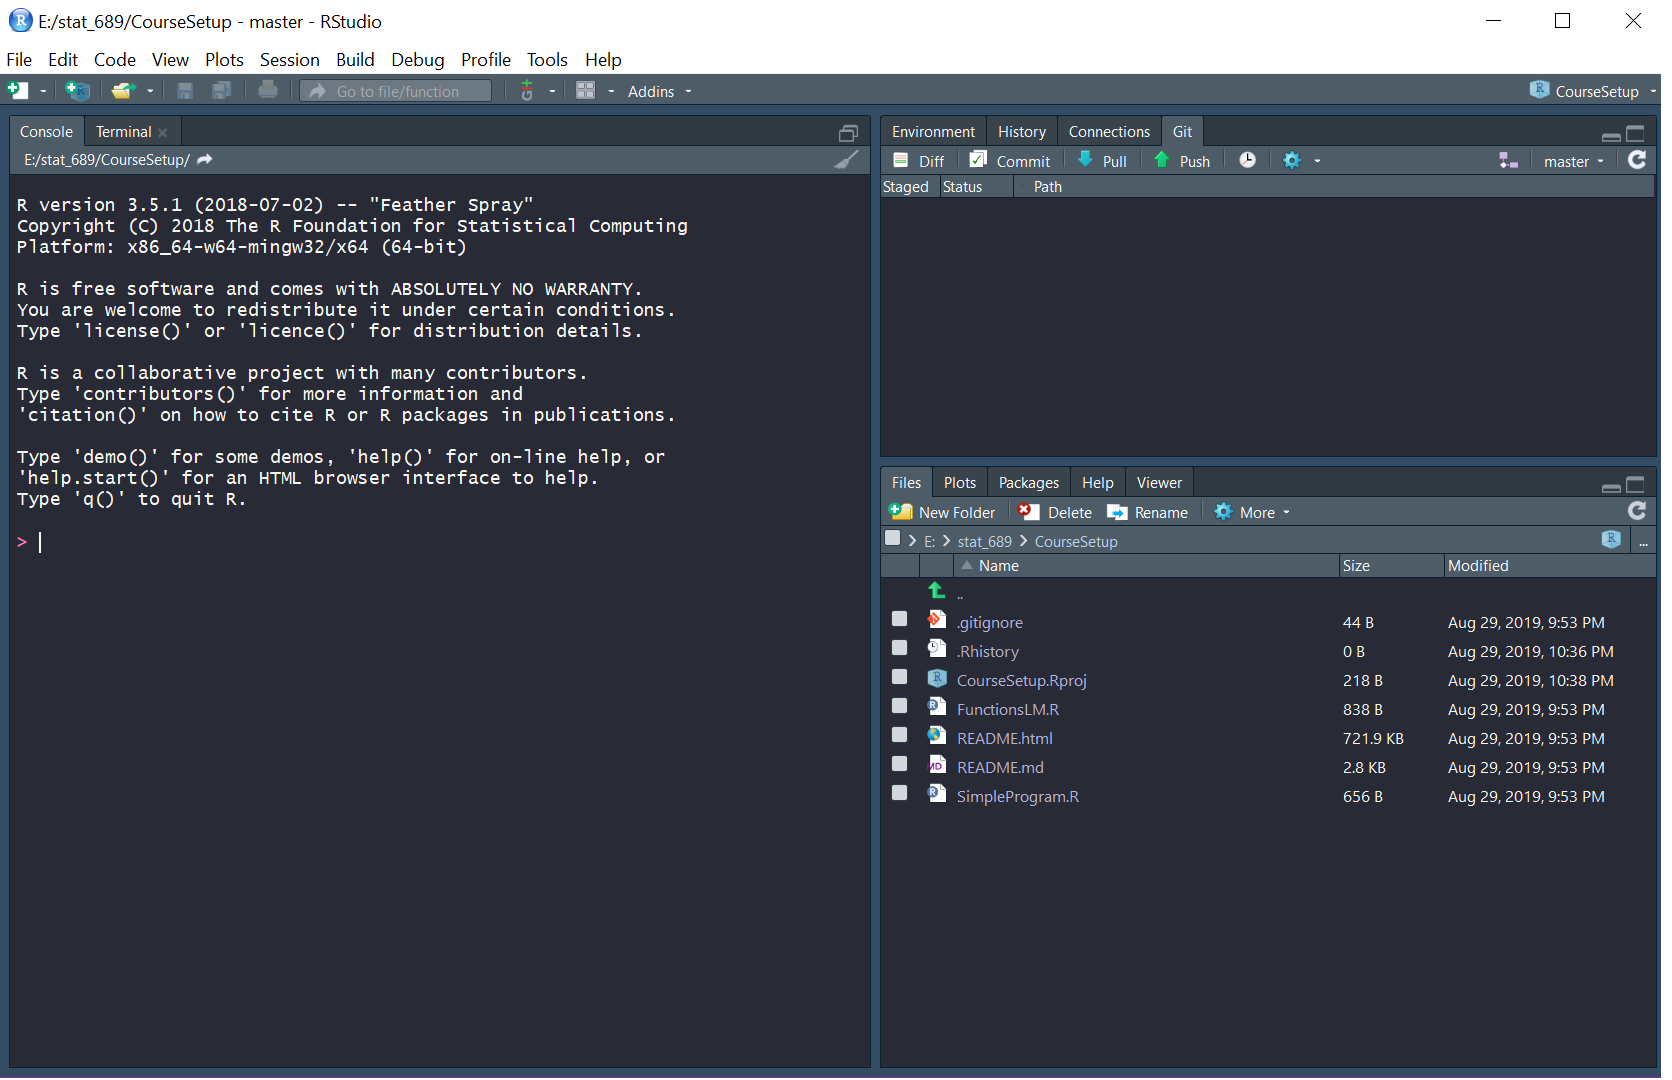 E:/stat_689/CourseSetup - master - RStudio
File Edit Code View Plots Session Build Debug Profile Tools Help
Go to file/function Addins CourseSetup
Console Terminal
E:/stat_689/CourseSetup/
R version 3.5.1 (2018-07-02) -- "Feather Spray"
Copyright (C) 2018 The R Foundation for Statistical Computing
Platform: x86_64-w64-mingw32/x64 (64-bit)
R is free software and comes with ABSOLUTELY NO WARRANTY.
You are welcome to redistribute it under certain conditions.
Type 'license()' or 'licence()' for distribution details.
R is a collaborative project with many contributors.
Type 'contributors()' for more information and
'citation()' on how to cite R or R packages in publications.
Type 'demo()' for some demos, 'help()' for on-line help, or
'help.start()' for an HTML browser interface to help.
Type 'q()' to quit R.
>
Environment History Connections Git
Diff Commit Pull Push master
Staged Status Path
Files Plots Packages Help Viewer
New Folder Delete Rename More
E: stat_689 CourseSetup ...
Name Size Modified
..
.gitignore 44 B Aug 29, 2019, 9:53 PM
.Rhistory 0 B Aug 29, 2019, 10:36 PM
CourseSetup.Rproj 218 B Aug 29, 2019, 10:38 PM
FunctionsLM.R 838 B Aug 29, 2019, 9:53 PM
README.html 721.9 KB Aug 29, 2019, 9:53 PM
README.md 2.8 KB Aug 29, 2019, 9:53 PM
SimpleProgram.R 656 B Aug 29, 2019, 9:53 PM